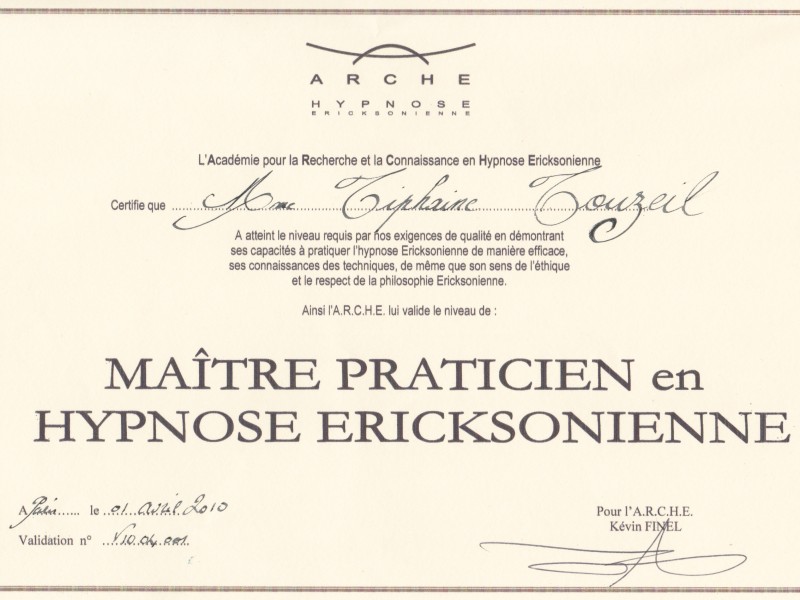 ARCHE
HYPNOSE
ERICKSONIENNE
L'Académie pour la Recherche et la Connaissance en Hypnose Ericksonienne
Certifie que Mme Tiphaine Touzeil
A atteint le niveau requis par nos exigences de qualité en démontrant
ses capacités à pratiquer l'hypnose Ericksonienne de manière efficace,
ses connaissances des techniques, de même que son sens de l'éthique
et le respect de la philosophie Ericksonienne.
Ainsi l'A.R.C.H.E. lui valide le niveau de :
MAÎTRE PRATICIEN en
HYPNOSE ERICKSONIENNE
A Paris...... le 01 Avril 2010
Pour l'A.R.C.H.E.
Kévin FINEL
Validation n° V10.04.001